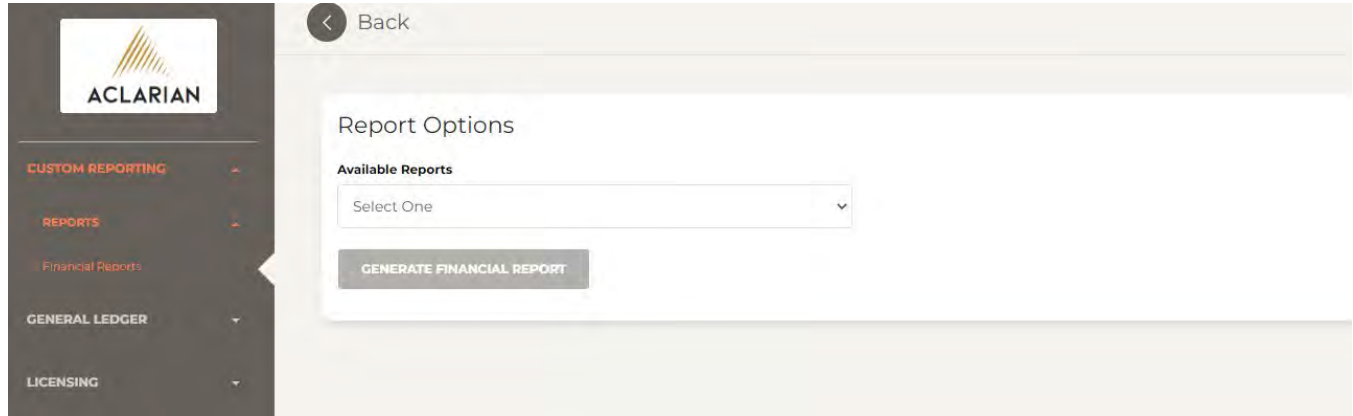 ACLARIAN
CUSTOM REPORTING
REPORTS
Financial Reports
GENERAL LEDGER
LICENSING
Back
Report Options
Available Reports
Select One
GENERATE FINANCIAL REPORT